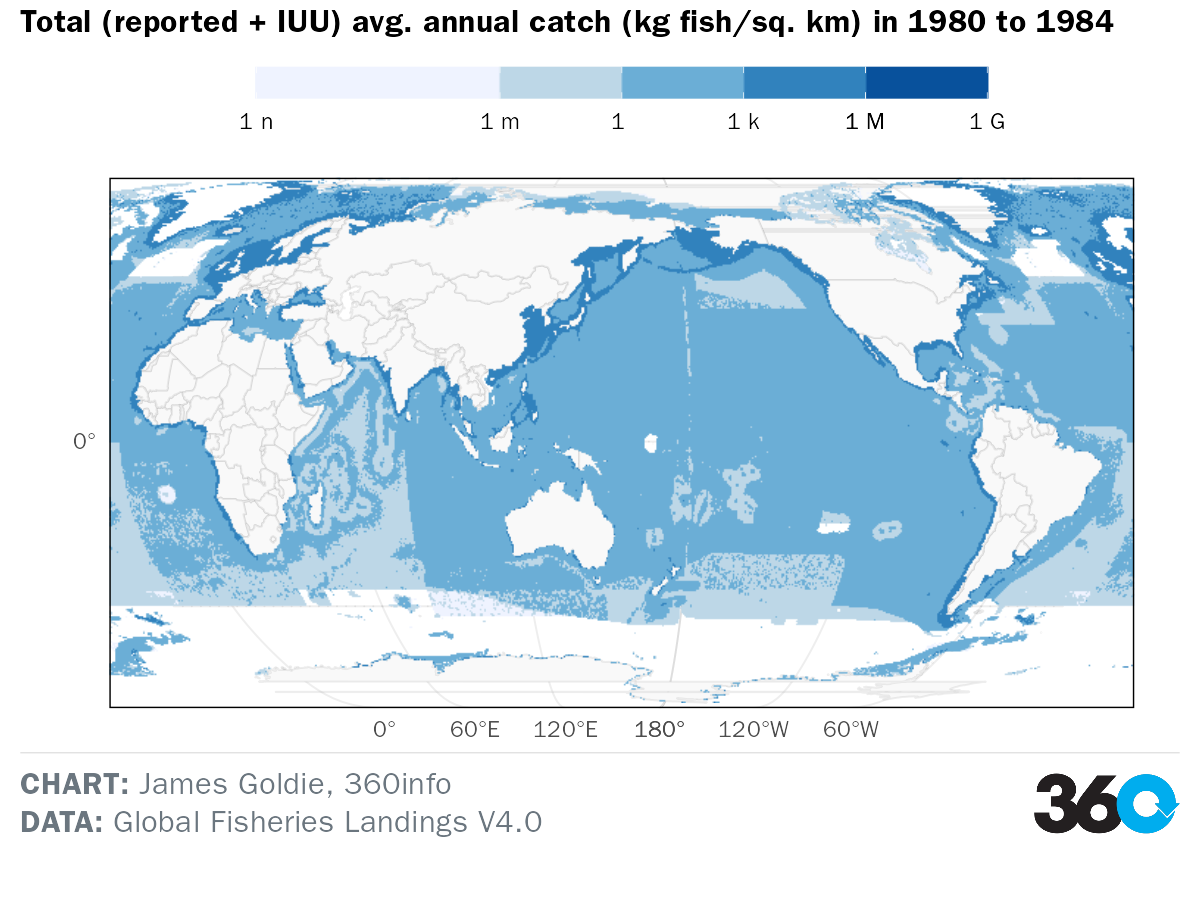 Total (reported + IUU) avg. annual catch (kg fish/sq. km) in 1980 to 1984
1 n 1 m 1 1 k 1 M 1 G
0°
0° 60°E 120°E 180° 120°W 60°W
CHART: James Goldie, 360info
DATA: Global Fisheries Landings V4.0
360